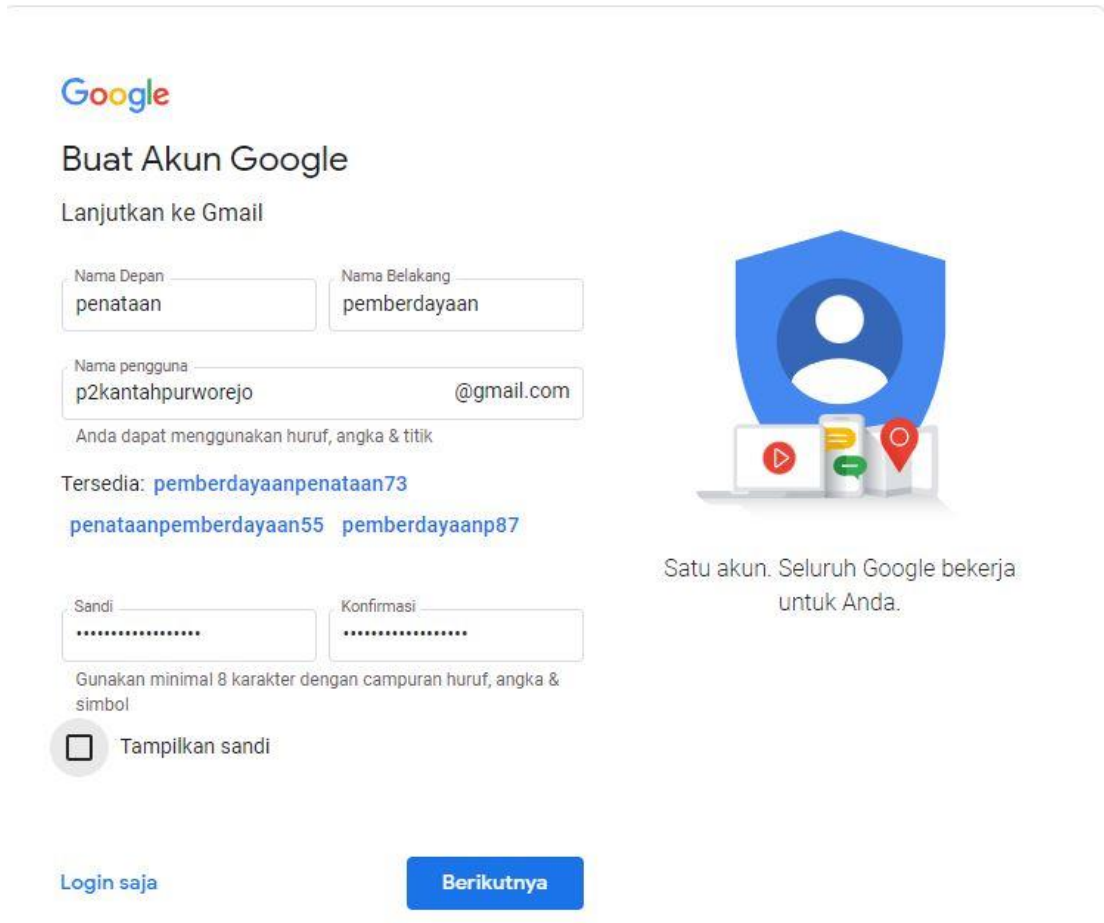 Google
Buat Akun Google
Lanjutkan ke Gmail
Nama Depan
penataan
Nama Belakang
pemberdayaan
Nama pengguna
p2kantahpurworejo @gmail.com
Anda dapat menggunakan huruf, angka & titik
Tersedia: pemberdayaanpenataan73
penataanpemberdayaan55 pemberdayaanp87
Sandi
••••••••••••••••••
Konfirmasi
••••••••••••••••••
Gunakan minimal 8 karakter dengan campuran huruf, angka &
simbol
Tampilkan sandi
Login saja
Berikutnya
Satu akun. Seluruh Google bekerja
untuk Anda.